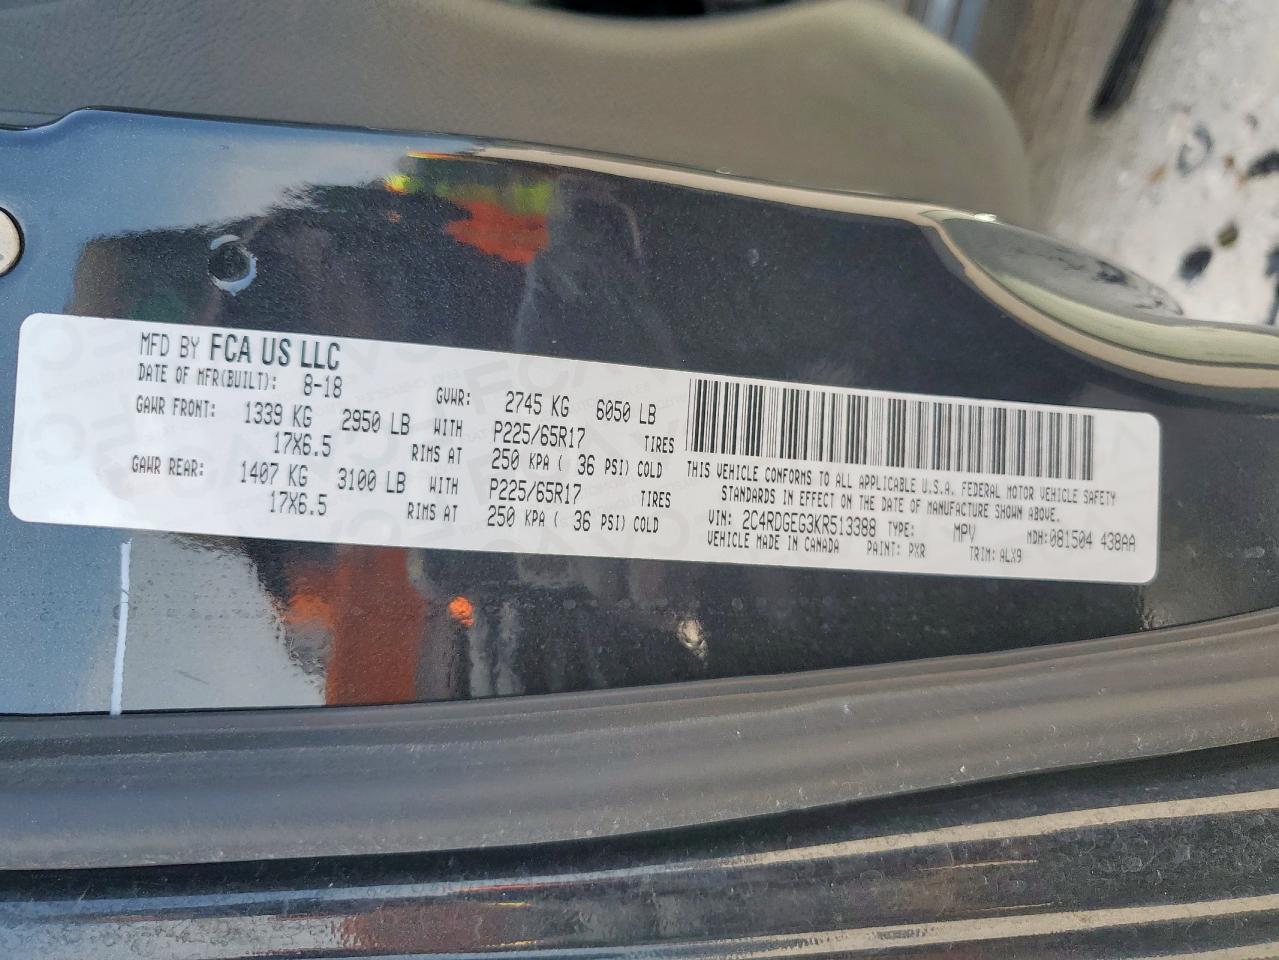 MFD BY FCA US LLC
DATE OF MFR(BUILT): 8-18 GVWR: 2745 KG 6050 LB
GAWR FRONT: 1339 KG 2950 LB WITH P225/65R17 TIRES
17X6.5 RIMS AT 250 KPA ( 36 PSI) COLD
GAWR REAR: 1407 KG 3100 LB WITH P225/65R17 TIRES
17X6.5 RIMS AT 250 KPA ( 36 PSI) COLD
THIS VEHICLE CONFORMS TO ALL APPLICABLE U.S.A. FEDERAL MOTOR VEHICLE SAFETY
STANDARDS IN EFFECT ON THE DATE OF MANUFACTURE SHOWN ABOVE.
VIN: 2C4RDGEG3KR513388 TYPE: MPV MDH:081504 438AA
VEHICLE MADE IN CANADA PAINT: PXR TRIM: ALX9